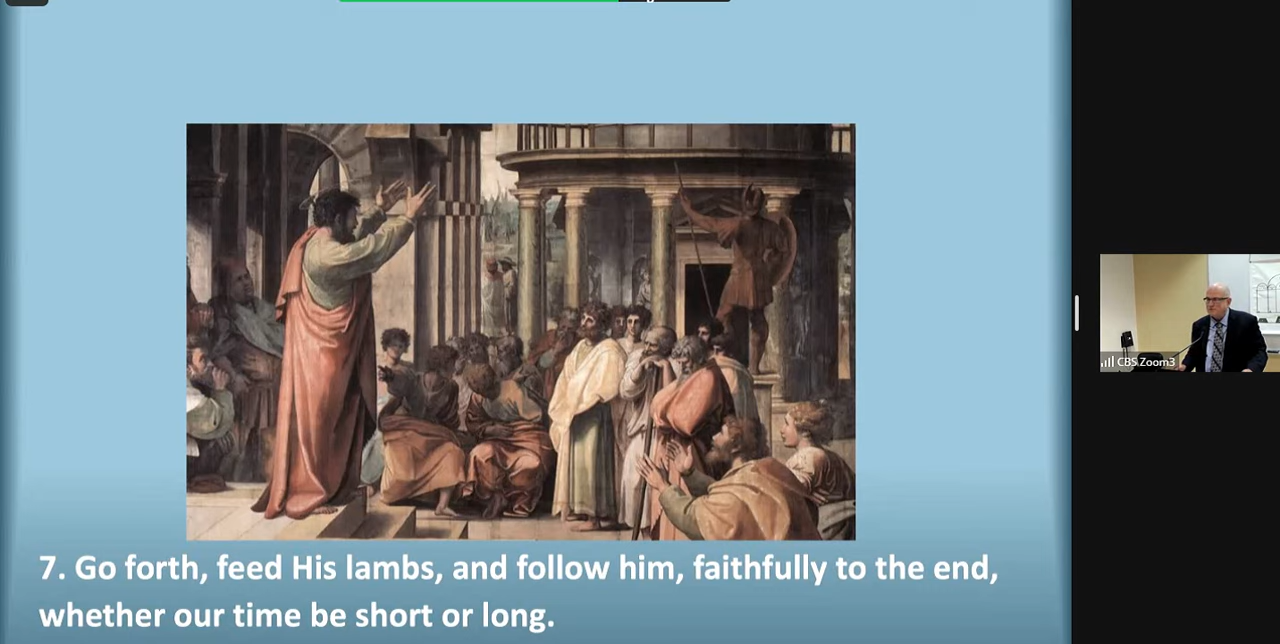 7. Go forth, feed His lambs, and follow him, faithfully to the end,
whether our time be short or long.
CBS Zoom3